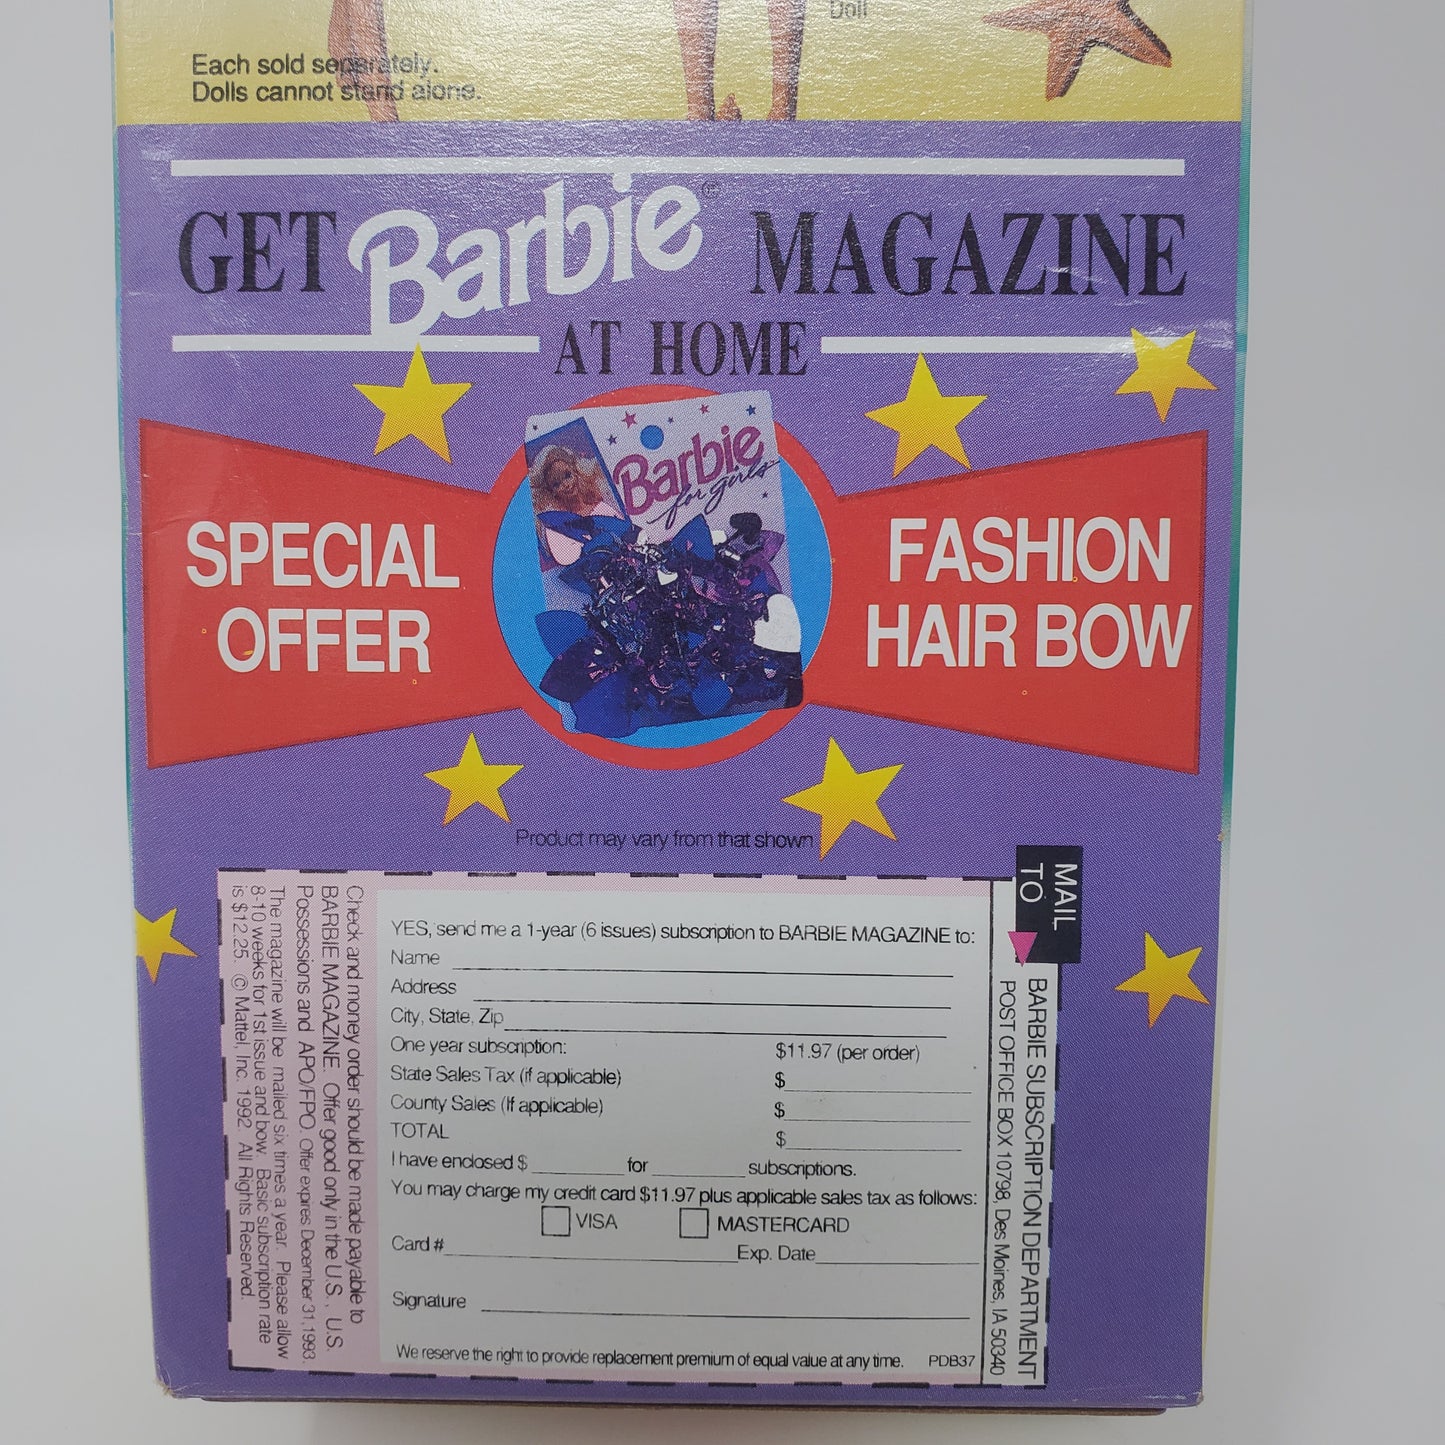 Doll
Each sold separately.
Dolls cannot stand alone.
GET Barbie® MAGAZINE
AT HOME
Barbie
for girls
SPECIAL
OFFER
FASHION
HAIR BOW
Product may vary from that shown
MAIL
TO
BARBIE SUBSCRIPTION DEPARTMENT
POST OFFICE BOX 10798, Des Moines, IA 50340
YES, send me a 1-year (6 issues) subscription to BARBIE MAGAZINE to:
Name
Address
City, State, Zip
One year subscription: $11.97 (per order)
State Sales Tax (if applicable) $
County Sales (If applicable) $
TOTAL $
I have enclosed $ for subscriptions.
You may charge my credit card $11.97 plus applicable sales tax as follows:
VISA MASTERCARD
Card # Exp. Date
Signature
We reserve the right to provide replacement premium of equal value at any time. PDB37
Check and money order should be made payable to
BARBIE MAGAZINE. Offer good only in the U.S., U.S.
Possessions and APO/FPO. Offer expires December 31, 1993.
The magazine will be mailed six times a year. Please allow
8-10 weeks for 1st issue and bow. Basic subscription rate
is $12.25. © Mattel, Inc. 1992. All Rights Reserved.